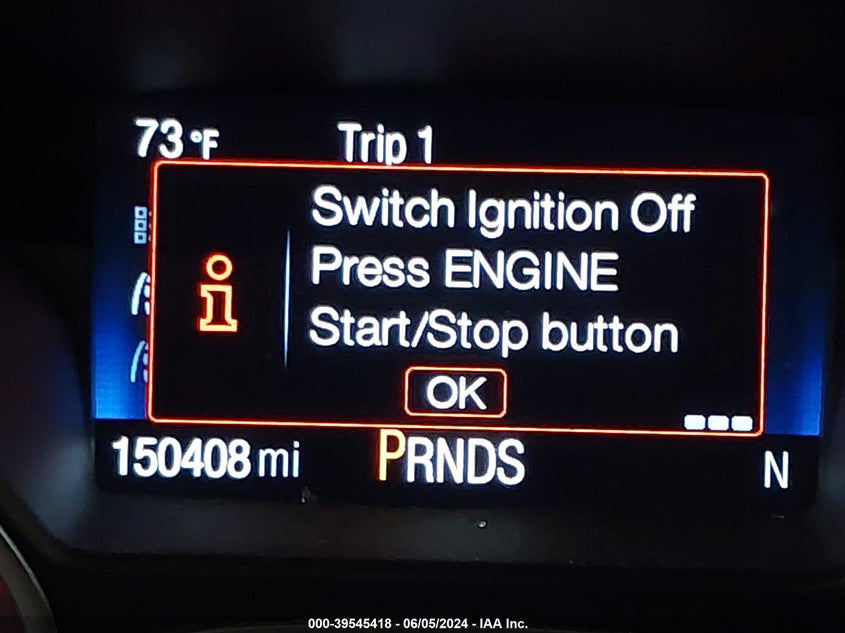 73°F Trip 1
Switch Ignition Off
Press ENGINE
Start/Stop button
OK
150408 mi PRNDS N
000-39545418 - 06/05/2024 - IAA Inc.